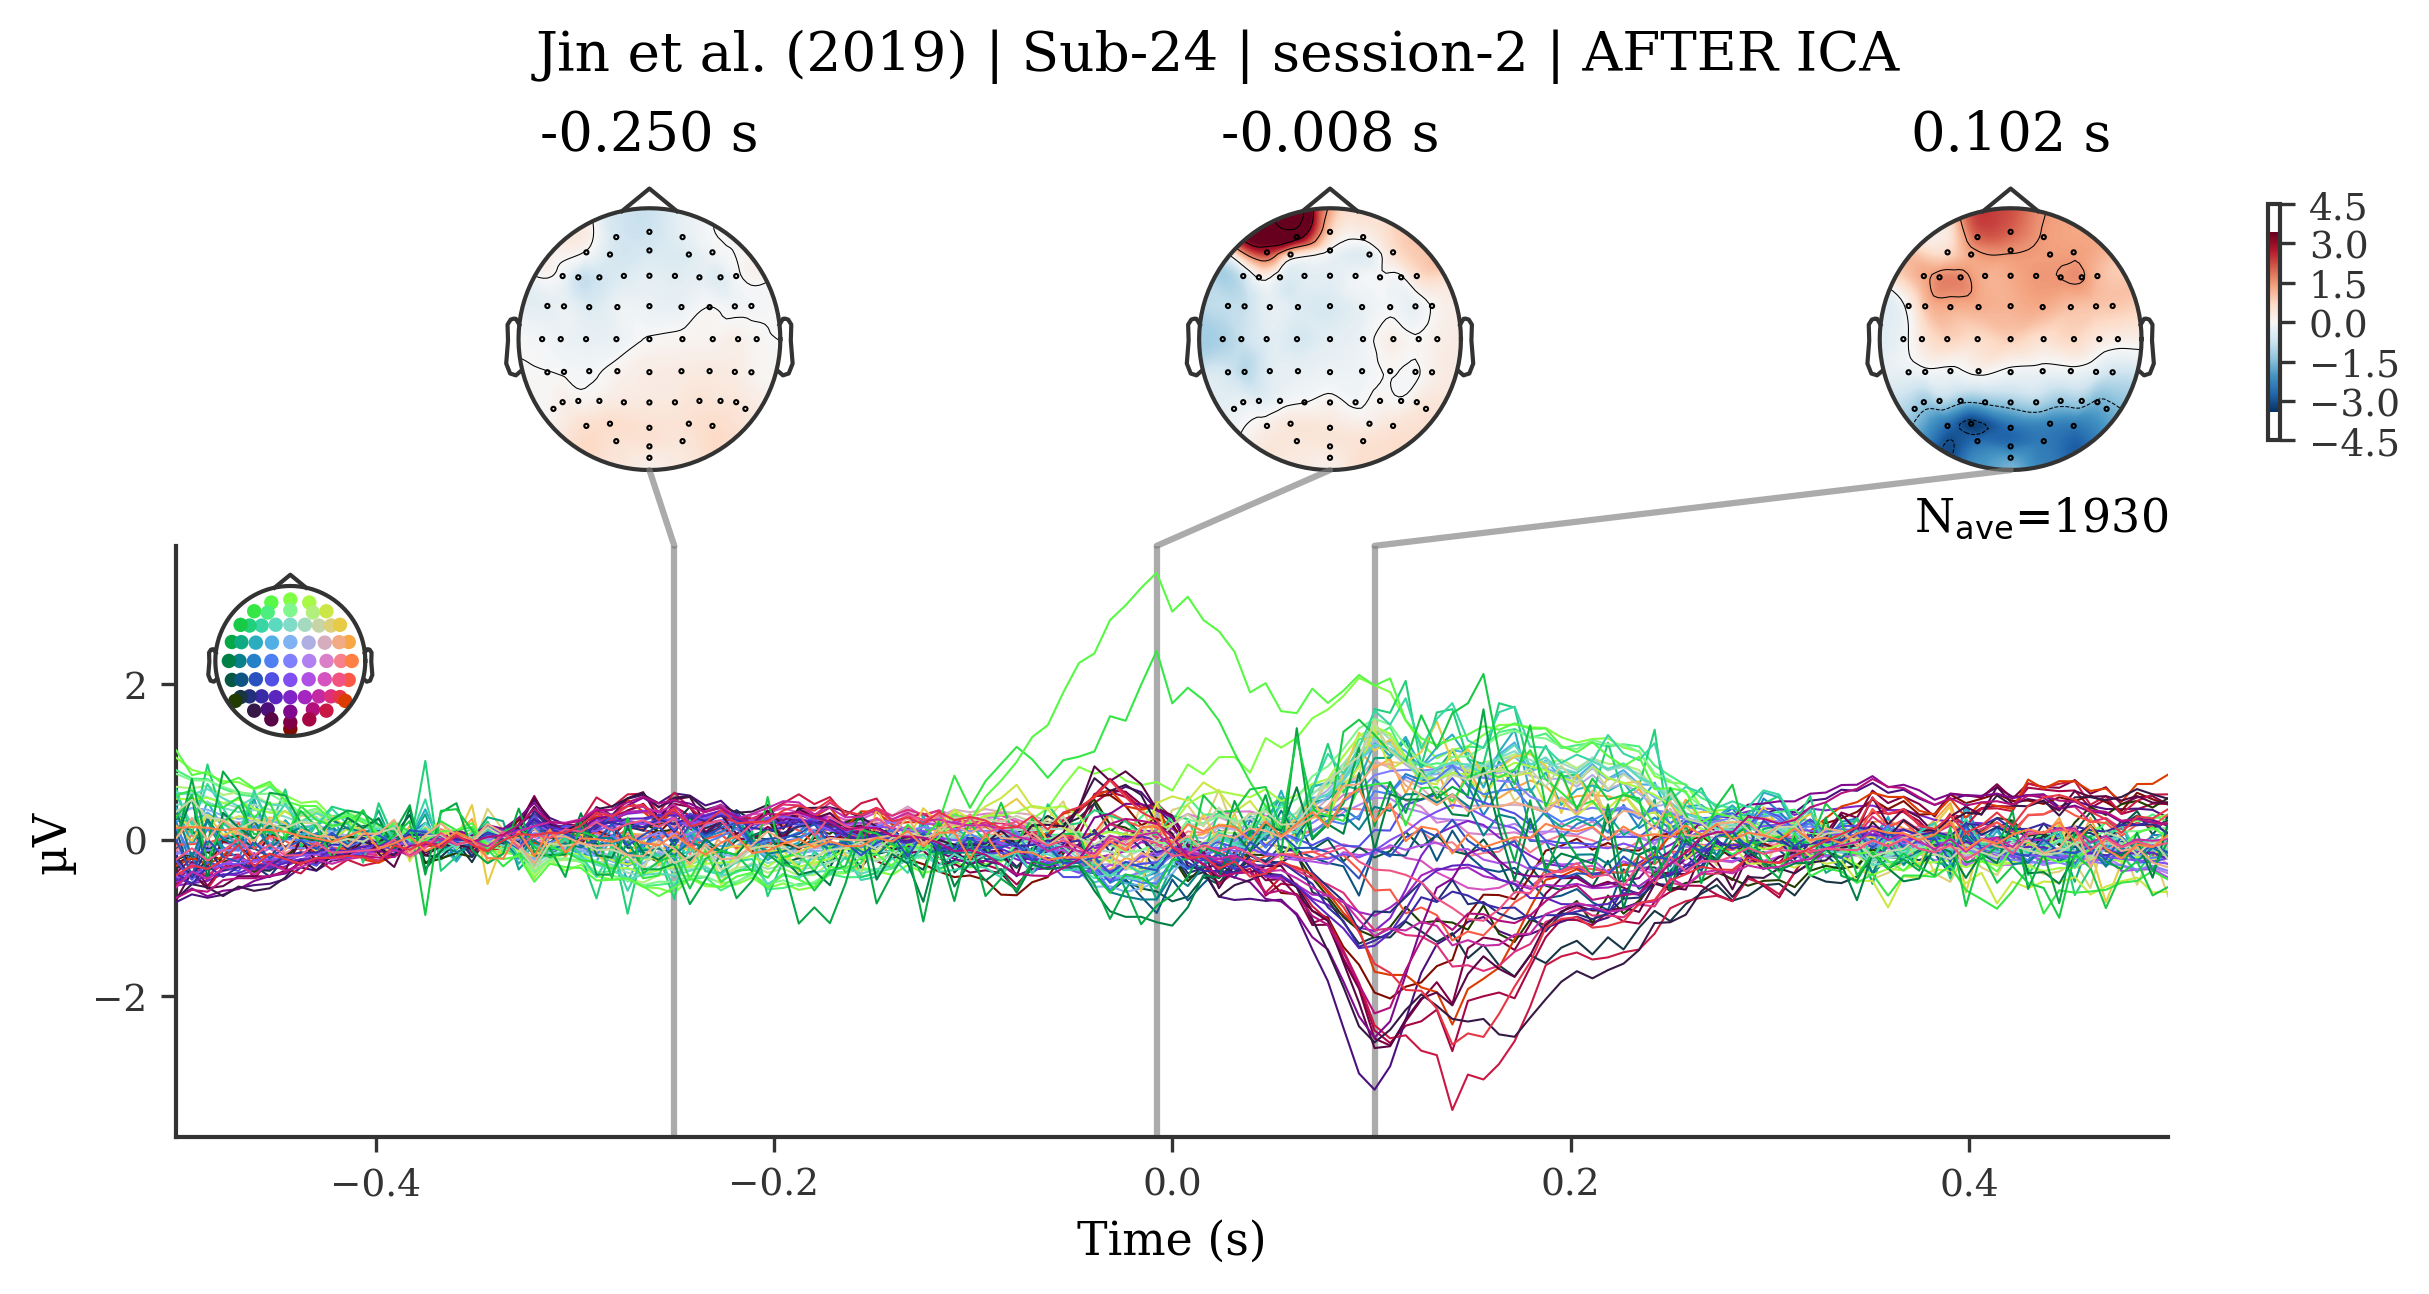 Jin et al. (2019) | Sub-24 | session-2 | AFTER ICA
-0.250 s
-0.008 s
0.102 s
4.5
3.0
1.5
0.0
−1.5
−3.0
−4.5
Nave=1930
µV
2
0
−2
−0.4
−0.2
0.0
0.2
0.4
Time (s)